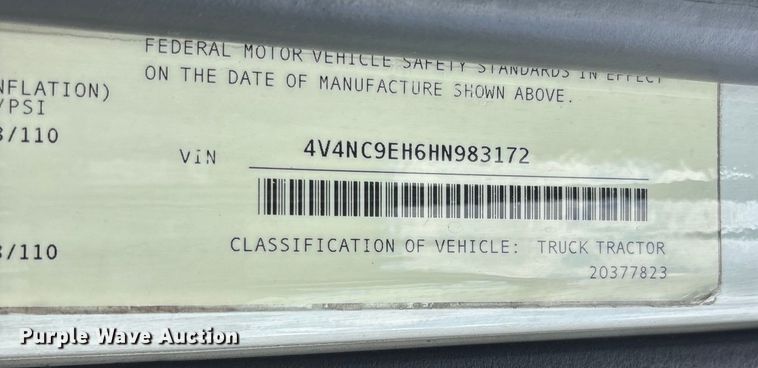 FEDERAL MOTOR VEHICLE SAFETY STANDARDS IN EFFECT
ON THE DATE OF MANUFACTURE SHOWN ABOVE.
NFLATION)
/PSI
/110
VIN 4V4NC9EH6HN983172
CLASSIFICATION OF VEHICLE: TRUCK TRACTOR
/110
20377823
Purple Wave Auction